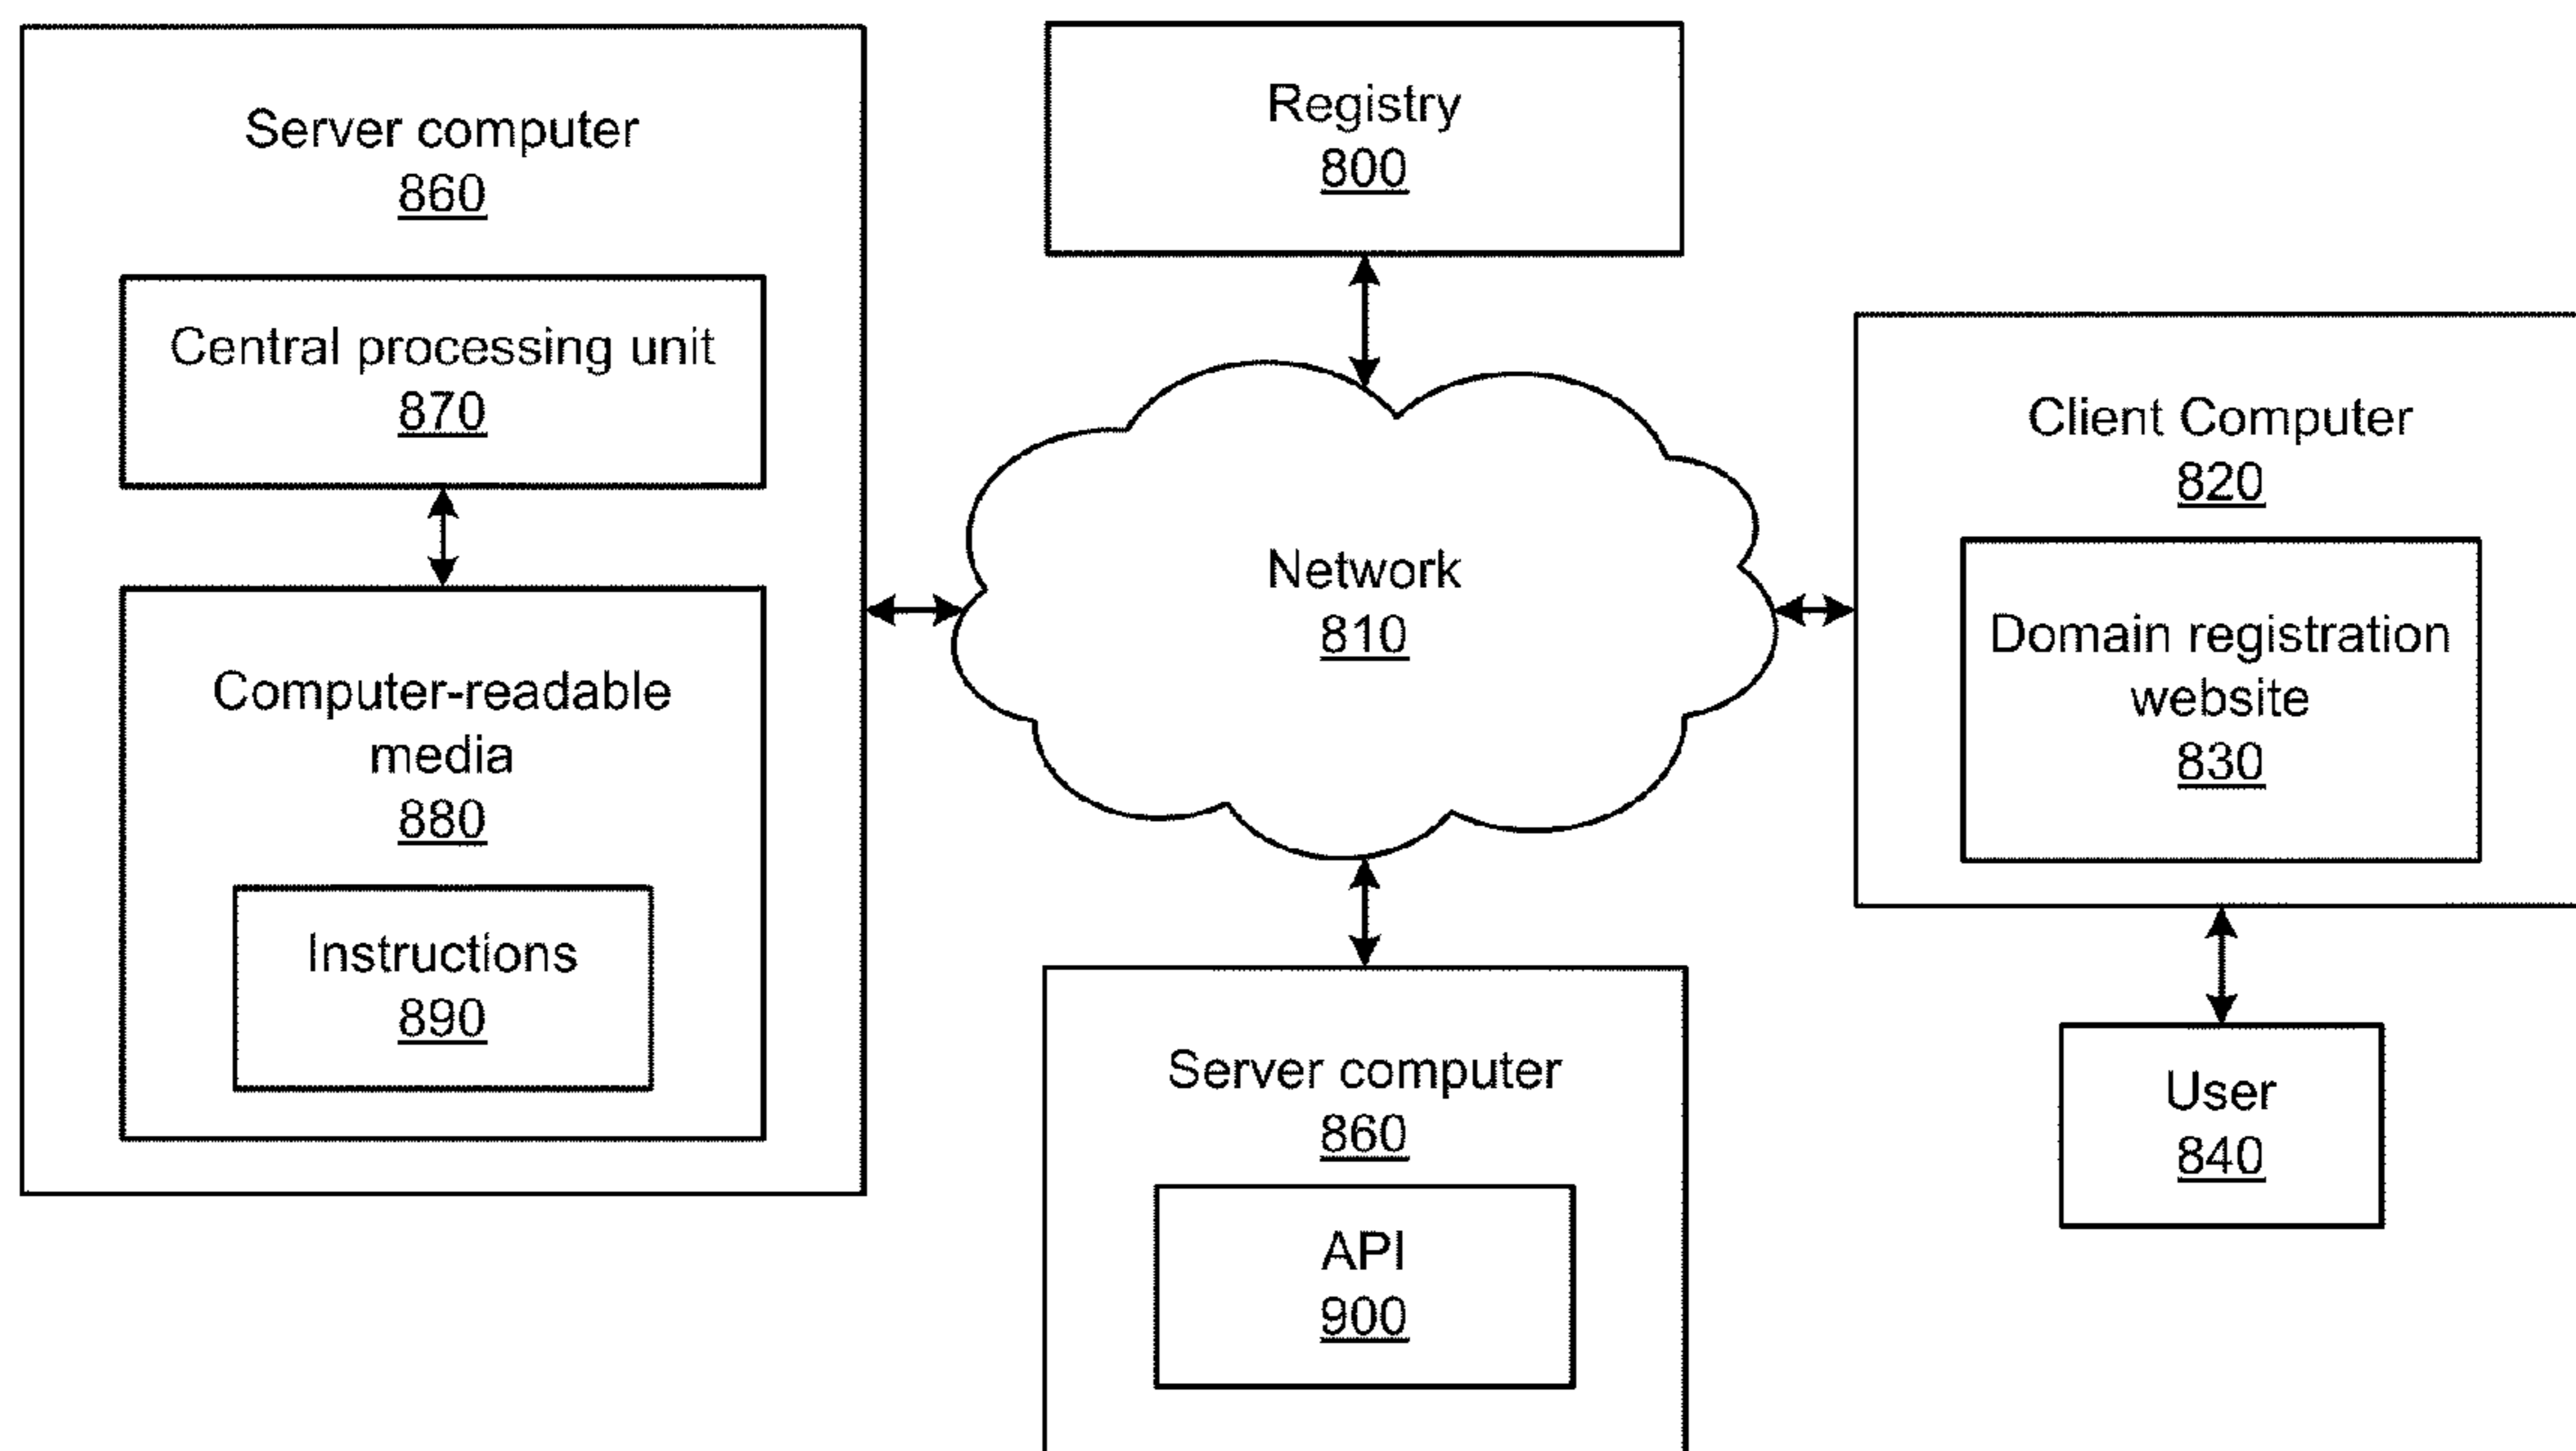 Server computer
860
Central processing unit
870
Computer-readable
media
880
Instructions
890
Registry
800
Network
810
Server computer
860
API
900
Client Computer
820
Domain registration
website
830
User
840